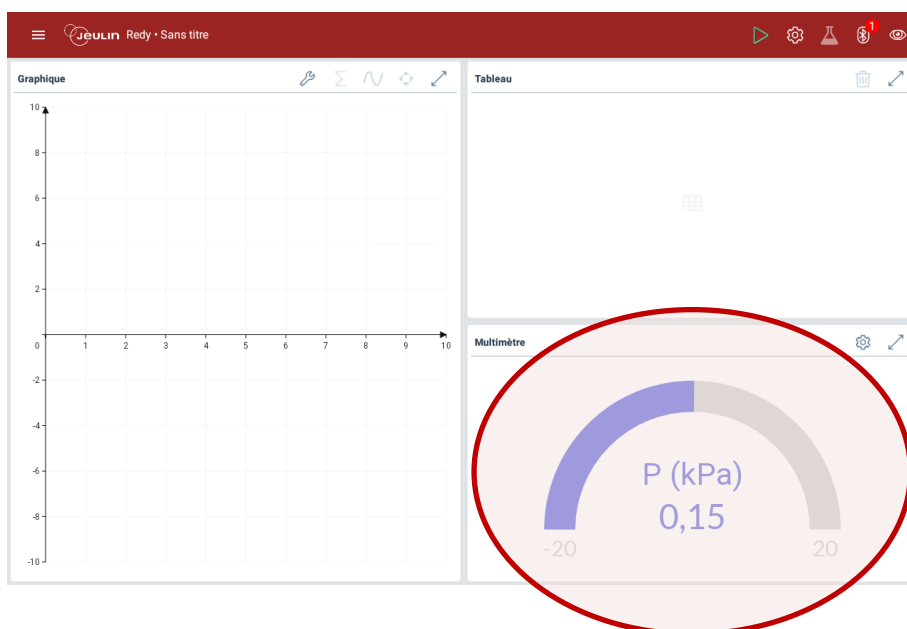 Jeulin Redy • Sans titre
1
Graphique
10
8
6
4
2
0 1 2 3 4 5 6 7 8 9 10
-2
-4
-6
-8
-10
Tableau
Multimètre
P (kPa)
0,15
-20 20